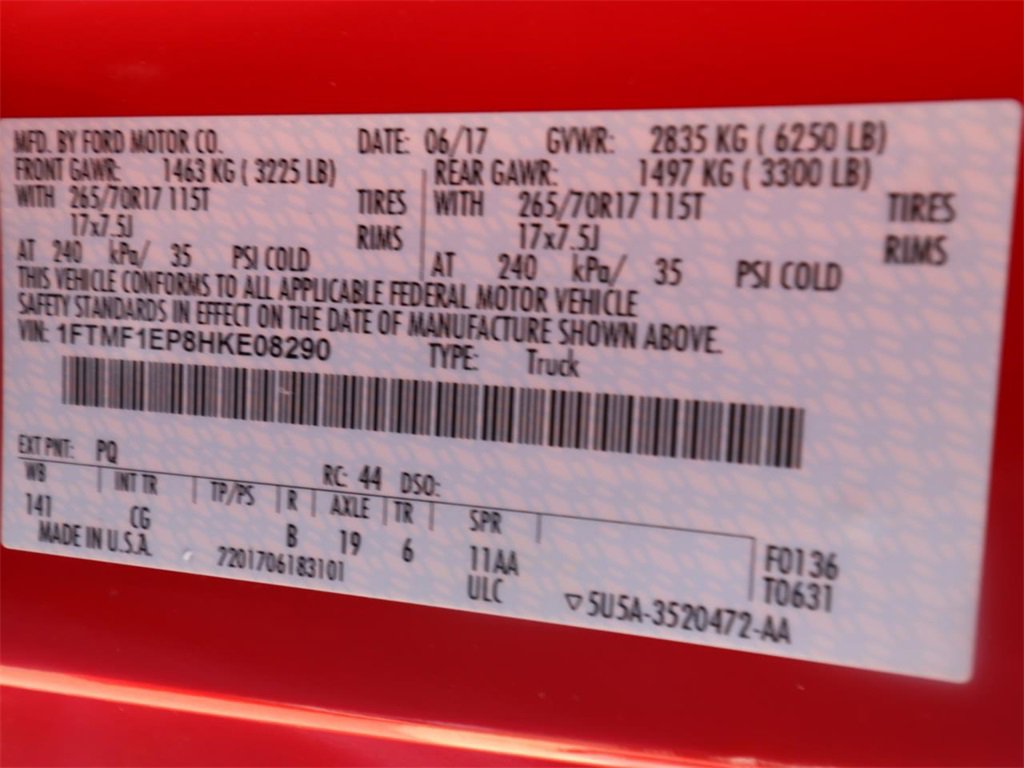 MFD. BY FORD MOTOR CO. DATE: 06/17 GVWR: 2835 KG ( 6250 LB)
FRONT GAWR: 1463 KG ( 3225 LB) REAR GAWR: 1497 KG ( 3300 LB)
WITH 265/70R17 115T TIRES WITH 265/70R17 115T TIRES
17x7.5J RIMS 17x7.5J RIMS
AT 240 kPa/ 35 PSI COLD AT 240 kPa/ 35 PSI COLD
THIS VEHICLE CONFORMS TO ALL APPLICABLE FEDERAL MOTOR VEHICLE
SAFETY STANDARDS IN EFFECT ON THE DATE OF MANUFACTURE SHOWN ABOVE.
VIN: 1FTMF1EP8HKE08290 TYPE: Truck
EXT PNT: PQ RC: 44 DSO:
WB INT TR TP/PS R AXLE TR SPR
141 CG B 19 6 11AA F0136
MADE IN U.S.A. 7201706183101 ULC T0631
▽5U5A-3520472-AA